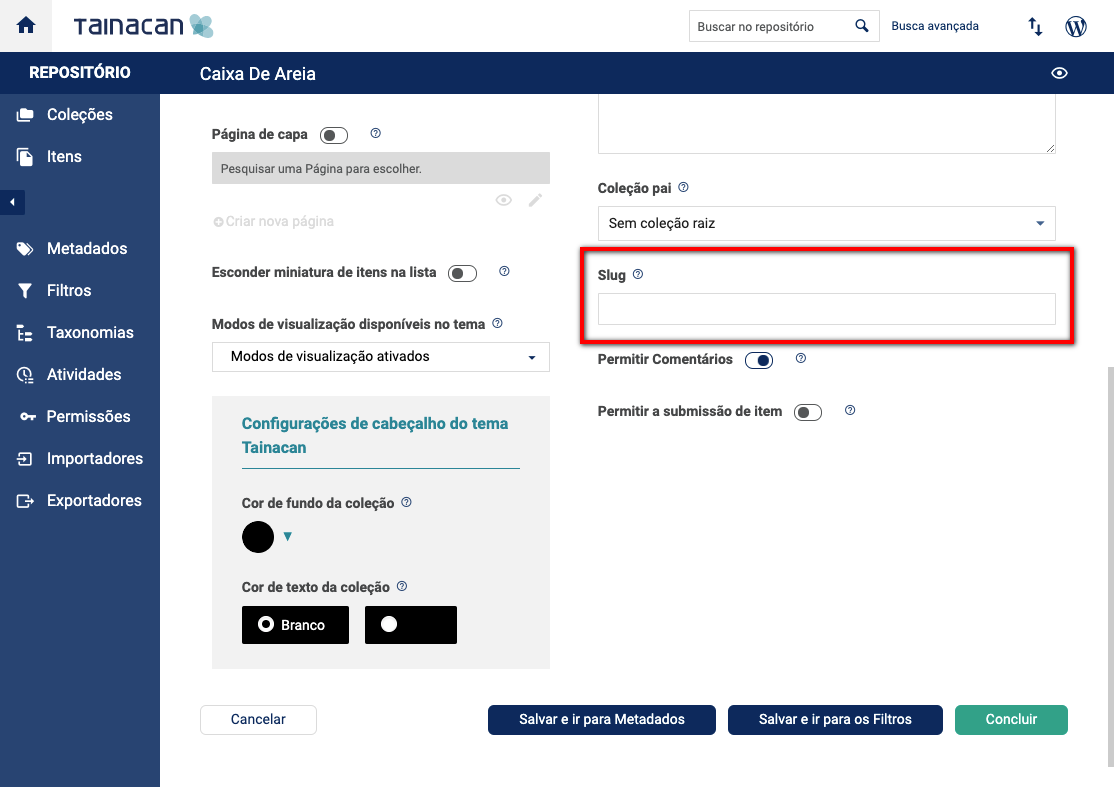 Tainacan
Buscar no repositório
Busca avançada
REPOSITÓRIO
Caixa De Areia
Coleções
Itens
Metadados
Filtros
Taxonomias
Atividades
Permissões
Importadores
Exportadores
Página de capa
Pesquisar uma Página para escolher.
Criar nova página
Esconder miniatura de itens na lista
Modos de visualização disponíveis no tema
Modos de visualização ativados
Configurações de cabeçalho do tema
Tainacan
Cor de fundo da coleção
Cor de texto da coleção
Branco
Coleção pai
Sem coleção raiz
Slug
Permitir Comentários
Permitir a submissão de item
Cancelar
Salvar e ir para Metadados
Salvar e ir para os Filtros
Concluir